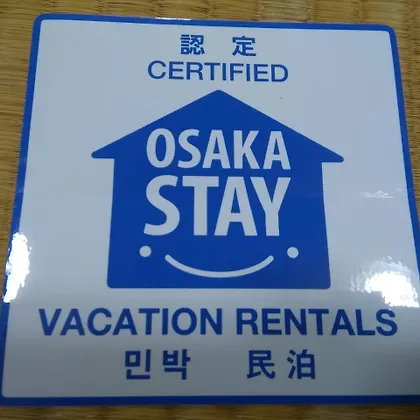 認 定
CERTIFIED
OSAKA
STAY
VACATION RENTALS
민박 民泊